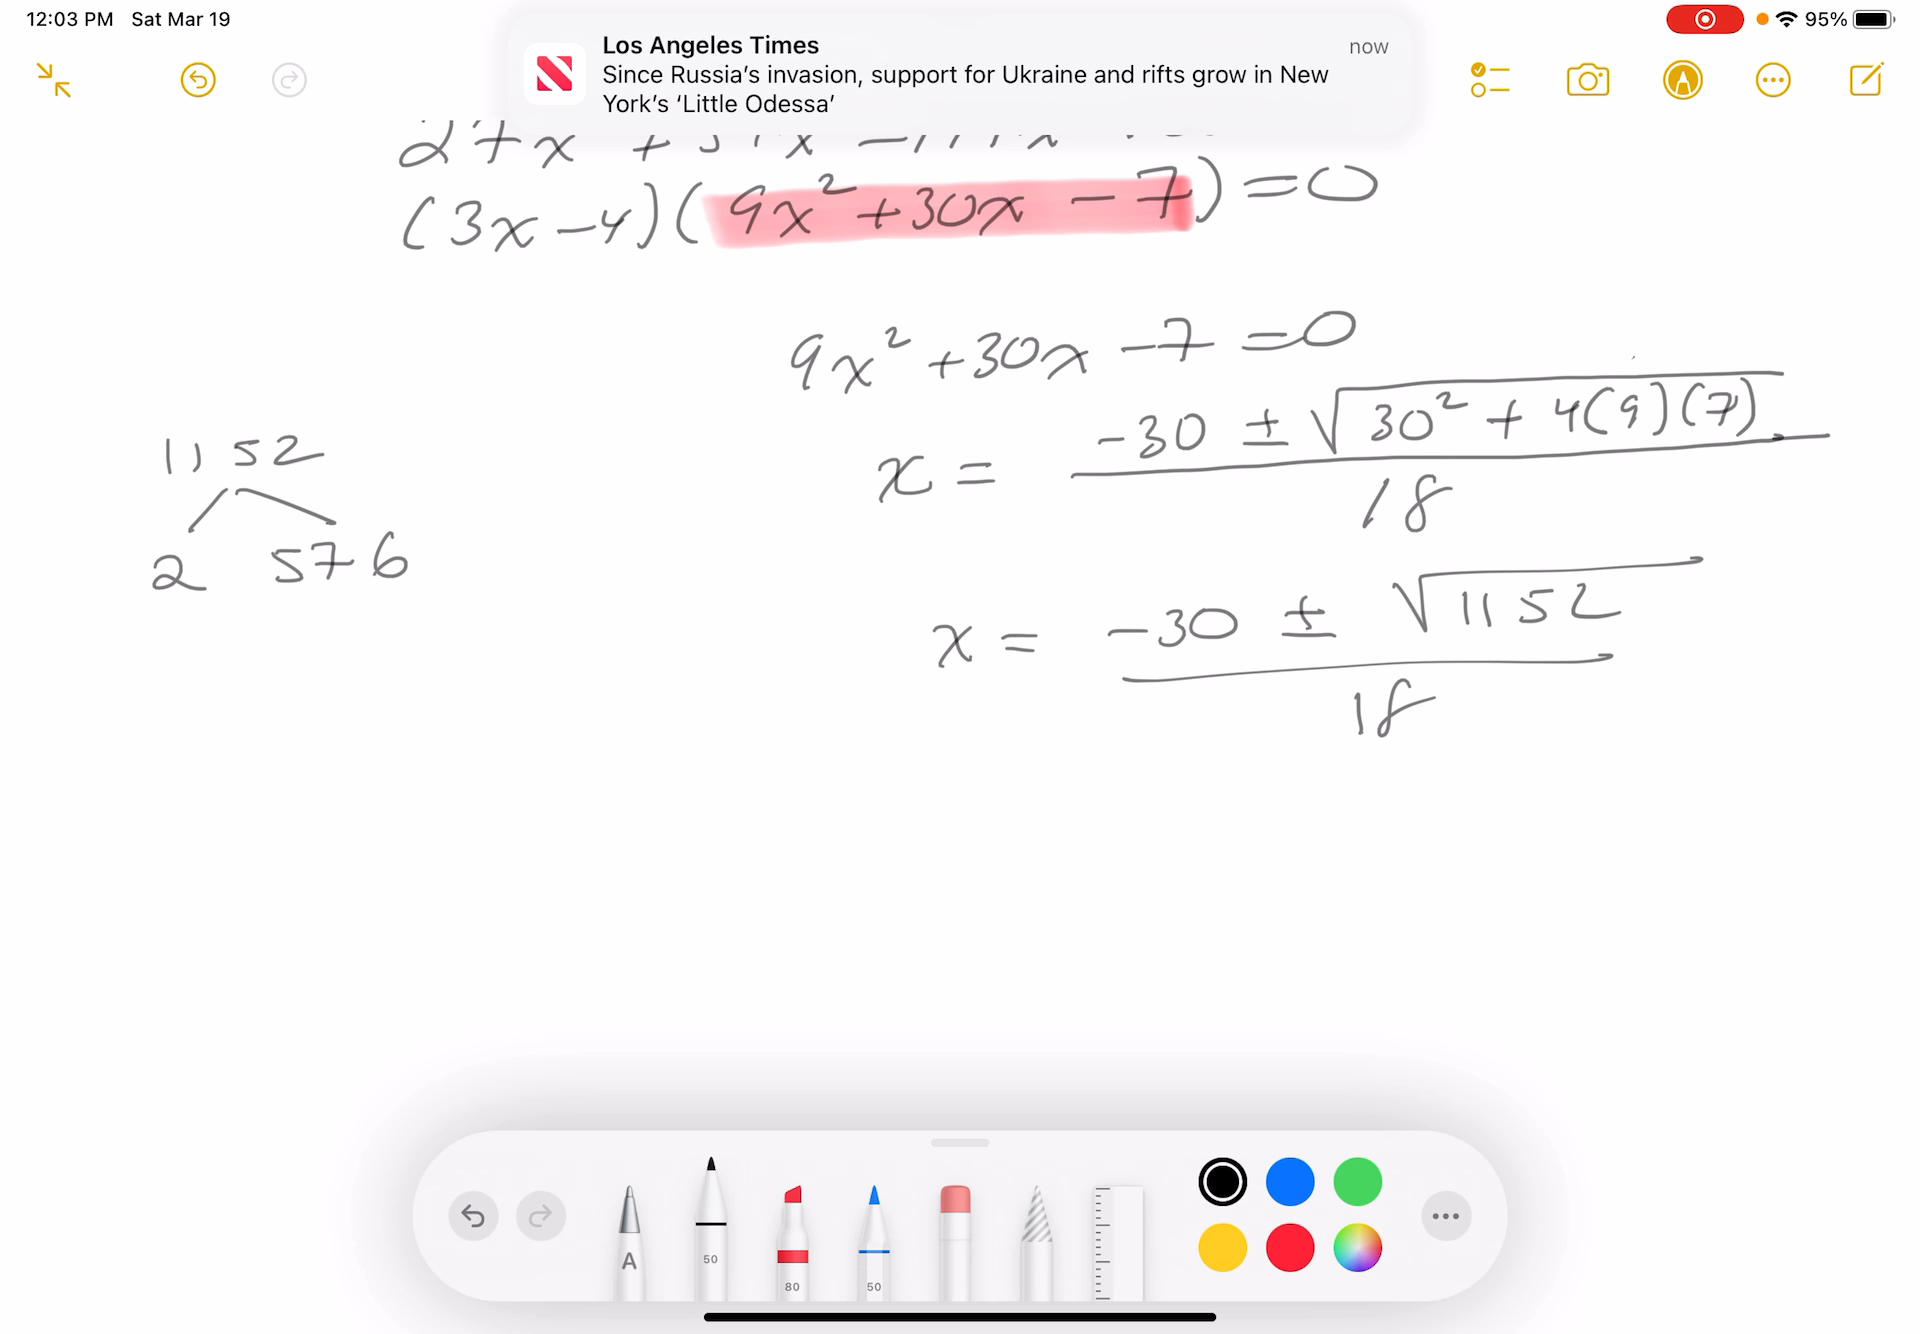 12:03 PM Sat Mar 19
95%
Los Angeles Times
now
Since Russia’s invasion, support for Ukraine and rifts grow in New
York’s ‘Little Odessa’
(3x-4)(9x²+30x-7)=0
9x²+30x-7=0
x = -30 ± √30²+4(9)(7)
18
1152
2 576
x = -30 ± √1152
18
A
50
80
50